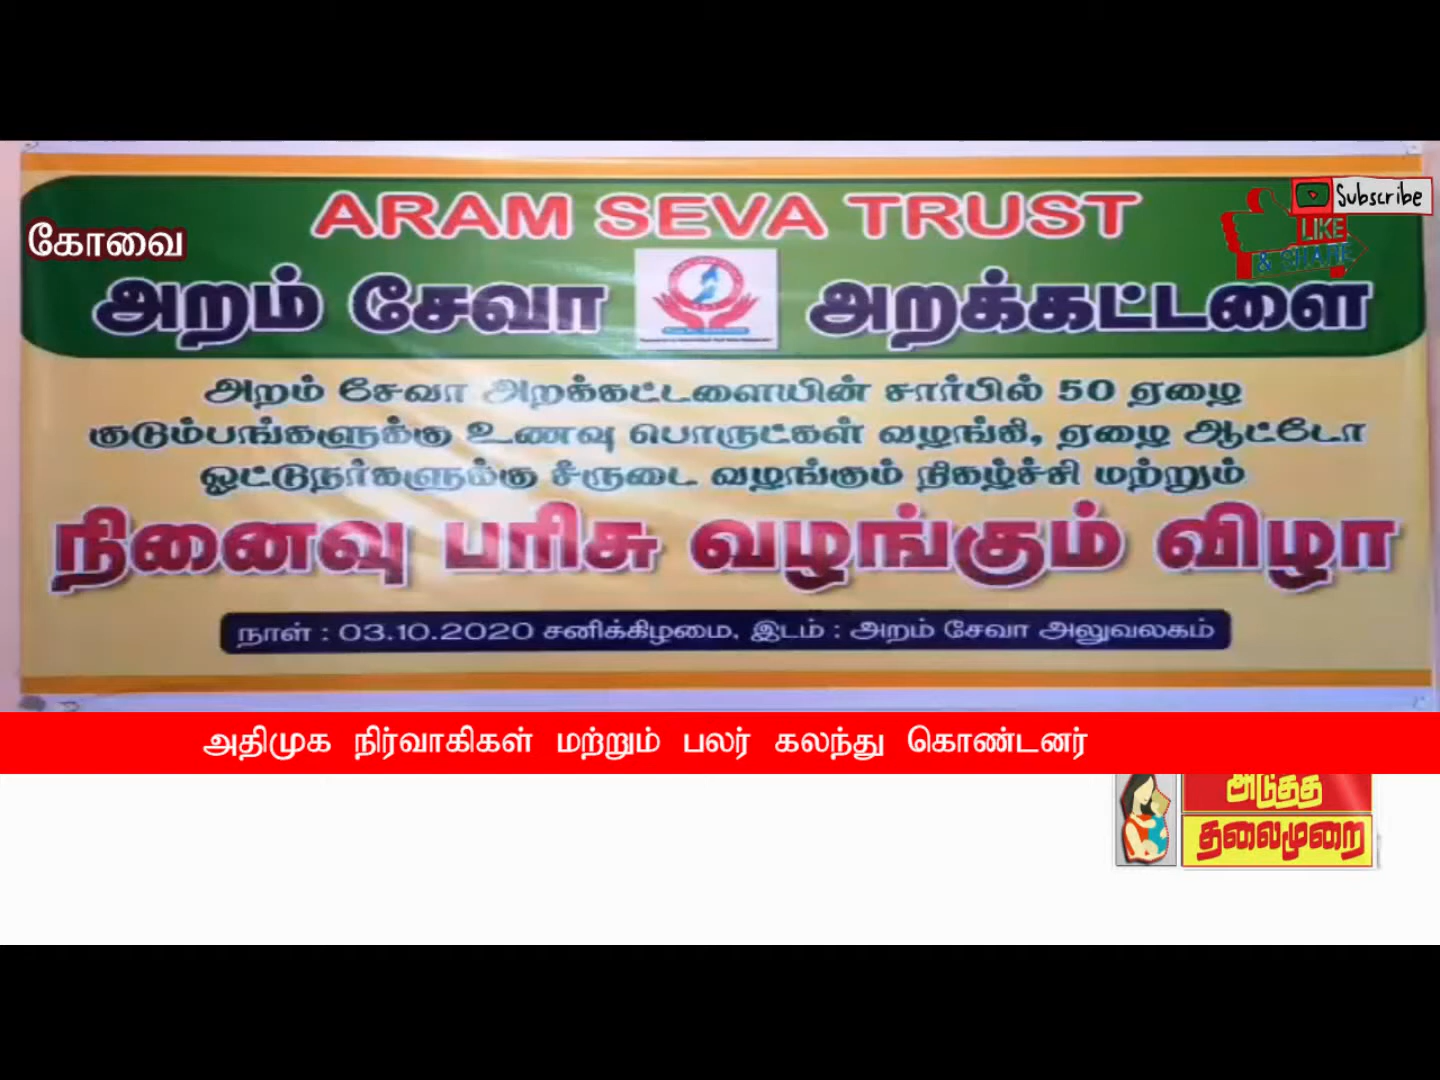 ARAM SEVA TRUST
Subscribe
LIKE
& SHARE
கோவை
அறம் சேவா அறக்கட்டளை
அறம் சேவா அறக்கட்டளையின் சார்பில் 50 ஏழை
குடும்பங்களுக்கு உணவு பொருட்கள் வழங்கி, ஏழை ஆட்டோ
ஓட்டுநர்களுக்கு சீருடை வழங்கும் நிகழ்ச்சி மற்றும்
நினைவு பரிசு வழங்கும் விழா
நாள் : 03.10.2020 சனிக்கிழமை, இடம் : அறம் சேவா அலுவலகம்
அதிமுக நிர்வாகிகள் மற்றும் பலர் கலந்து கொண்டனர்
அடுத்த
தலைமுறை